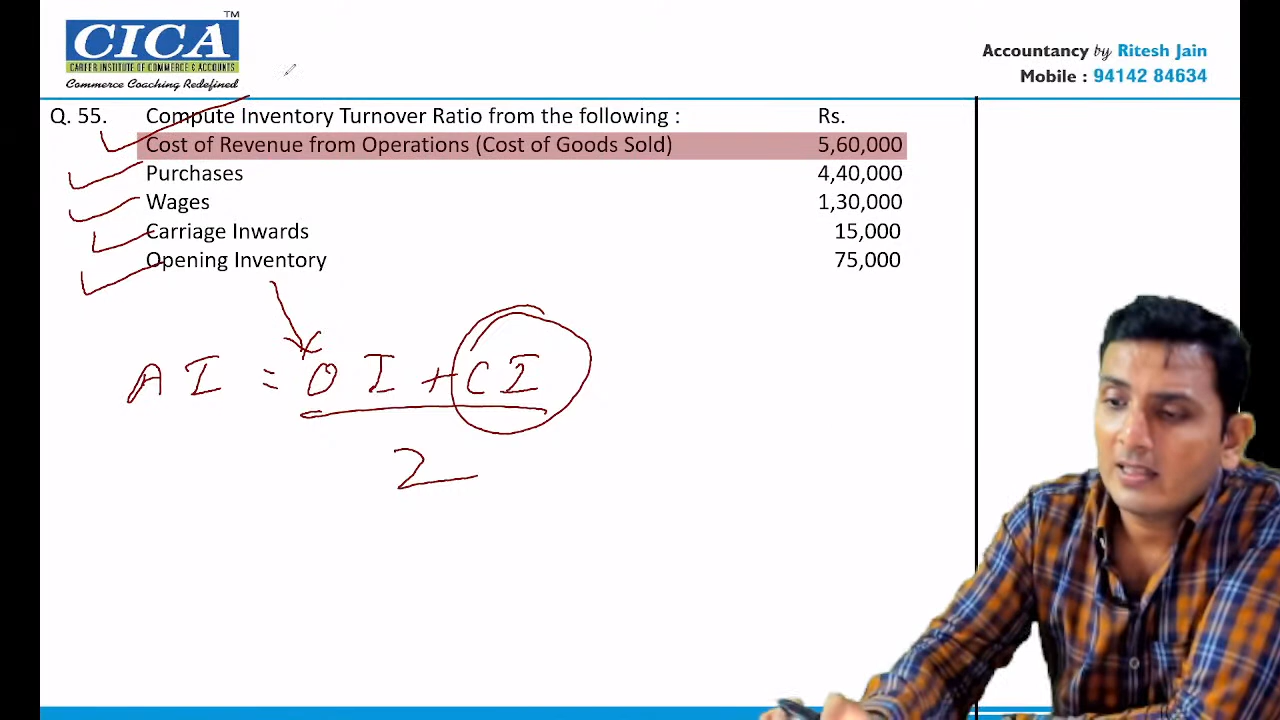 TM
CICA
CAREER INSTITUTE OF COMMERCE & ACCOUNTS
Commerce Coaching Redefined
Accountancy by Ritesh Jain
Mobile : 94142 84634
Q. 55. Compute Inventory Turnover Ratio from the following : Rs.
Cost of Revenue from Operations (Cost of Goods Sold) 5,60,000
Purchases 4,40,000
Wages 1,30,000
Carriage Inwards 15,000
Opening Inventory 75,000
AI = OI + CI
2